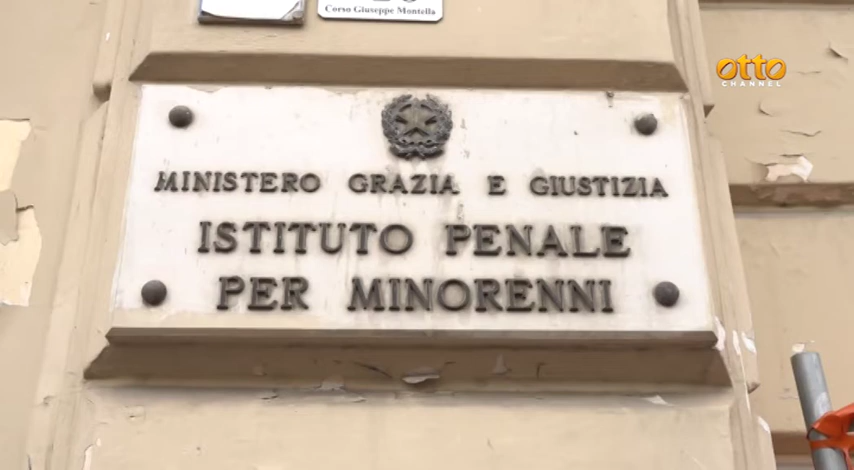 Corso Giuseppe Montella
otto
CHANNEL
MINISTERO GRAZIA E GIUSTIZIA
ISTITUTO PENALE
PER MINORENNI